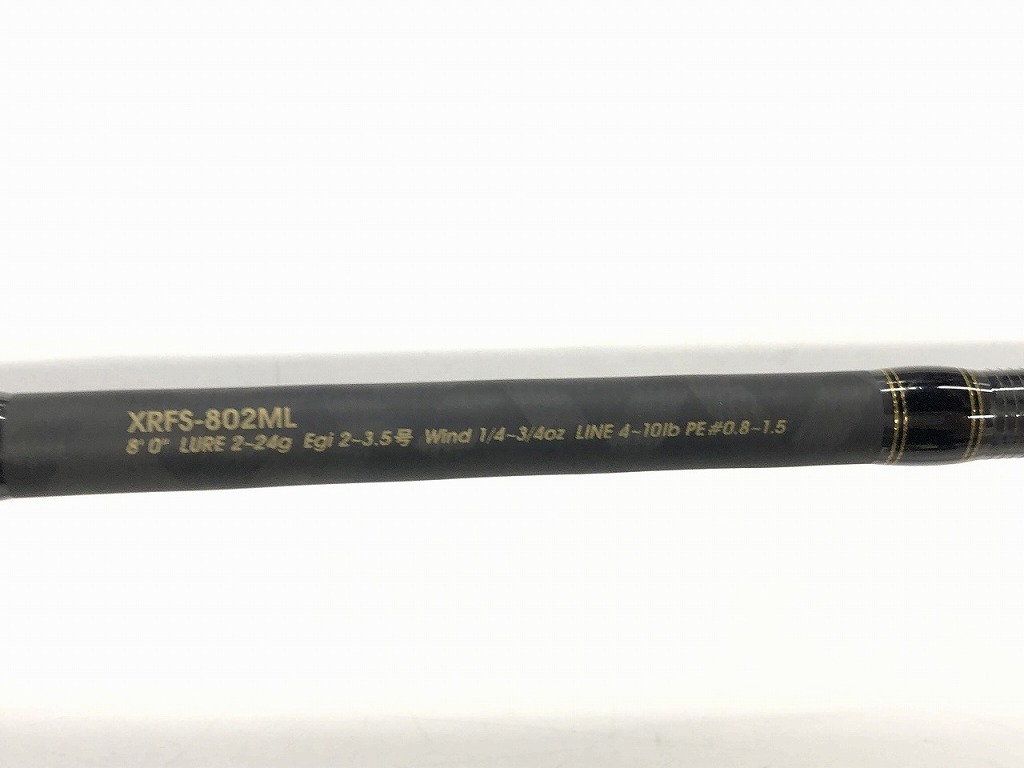 XRFS-802ML
8' 0" LURE 2~24g Egi 2~3.5号 Wind 1/4~3/4oz LINE 4~10lb PE#0.8~1.5